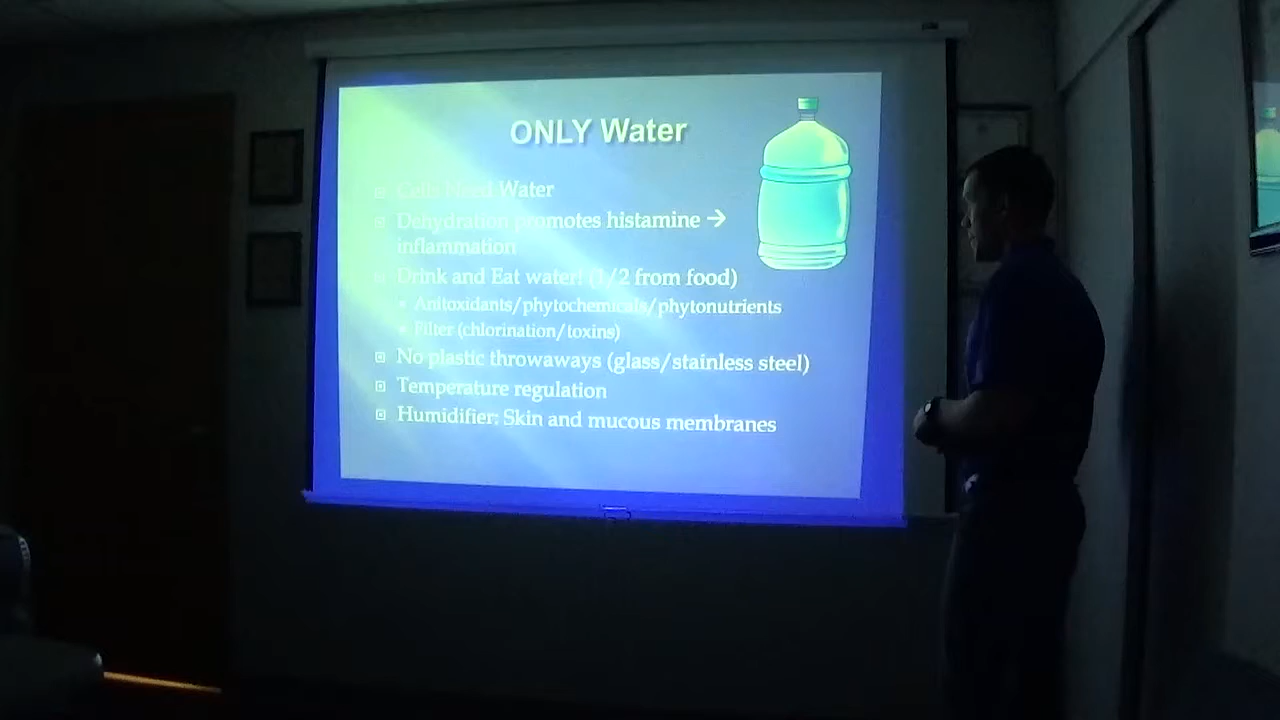 ONLY Water
Cells Need Water
Dehydration promotes histamine →
inflammation
Drink and Eat water! (1/2 from food)
Anitoxidants/phytochemicals/phytonutrients
Filter (chlorination/toxins)
No plastic throwaways (glass/stainless steel)
Temperature regulation
Humidifier: Skin and mucous membranes